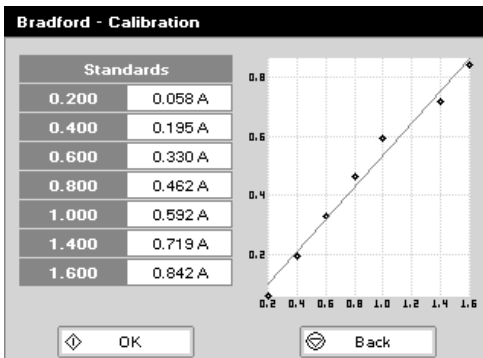 Bradford - Calibration
Standards
0.200 0.058 A
0.400 0.195 A
0.600 0.330 A
0.800 0.462 A
1.000 0.592 A
1.400 0.719 A
1.600 0.842 A
0.8
0.6
0.4
0.2
0.2 0.4 0.6 0.8 1.0 1.2 1.4 1.6
OK
Back